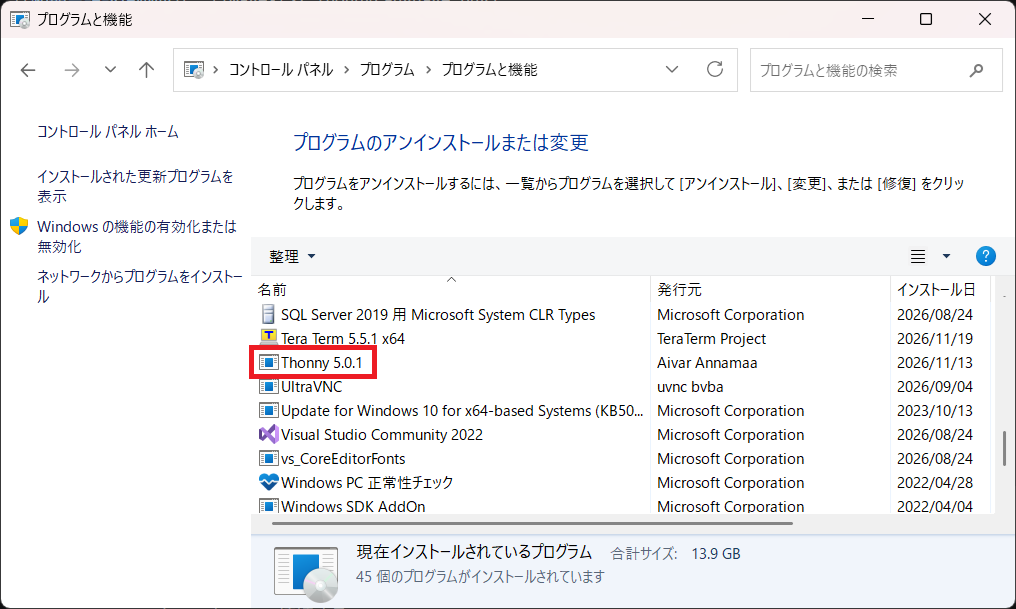 プログラムと機能
コントロール パネル › プログラム › プログラムと機能
プログラムと機能の検索
コントロール パネル ホーム
インストールされた更新プログラムを
表示
Windows の機能の有効化または
無効化
ネットワークからプログラムをインストー
ル
プログラムのアンインストールまたは変更
プログラムをアンインストールするには、一覧からプログラムを選択して [アンインストール]、[変更]、または [修復] をクリッ
クします。
整理
?
名前 発行元 インストール日
SQL Server 2019 用 Microsoft System CLR Types Microsoft Corporation 2026/08/24
Tera Term 5.5.1 x64 TeraTerm Project 2026/11/19
Thonny 5.0.1 Aivar Annamaa 2026/11/13
UltraVNC uvnc bvba 2026/09/04
Update for Windows 10 for x64-based Systems (KB50... Microsoft Corporation 2023/10/13
Visual Studio Community 2022 Microsoft Corporation 2026/08/24
vs_CoreEditorFonts Microsoft Corporation 2026/08/24
Windows PC 正常性チェック Microsoft Corporation 2022/04/28
Windows SDK AddOn Microsoft Corporation 2022/04/04
現在インストールされているプログラム 合計サイズ: 13.9 GB
45 個のプログラムがインストールされています